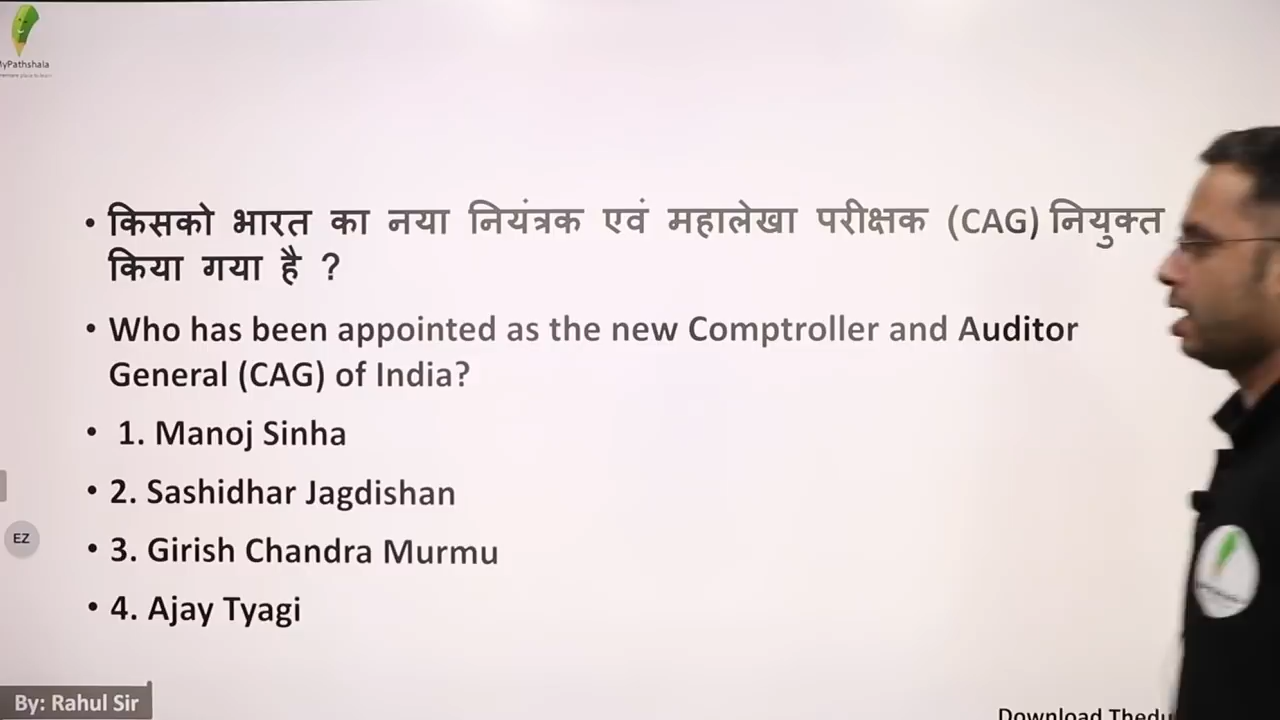 MyPathshala
• किसको भारत का नया नियंत्रक एवं महालेखा परीक्षक (CAG) नियुक्त
किया गया है ?
• Who has been appointed as the new Comptroller and Auditor
General (CAG) of India?
• 1. Manoj Sinha
• 2. Sashidhar Jagdishan
• 3. Girish Chandra Murmu
• 4. Ajay Tyagi
EZ
By: Rahul Sir
Download